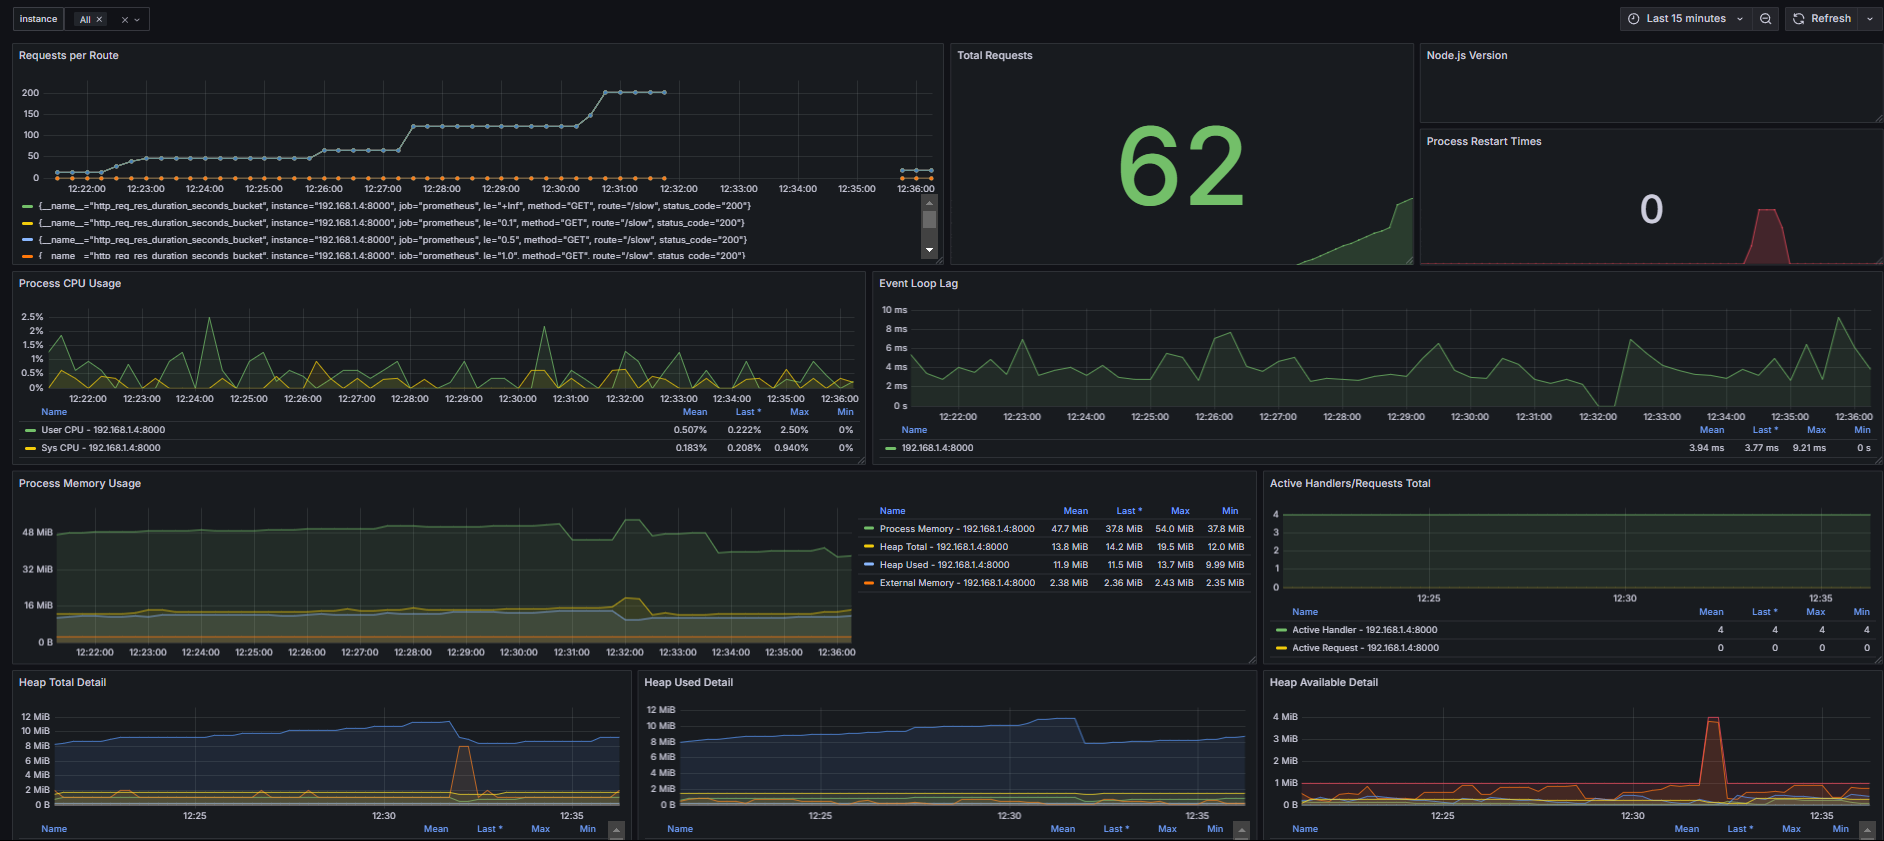 instance All × × Last 15 minutes Refresh
Requests per Route
200
150
100
50
0
12:22:00 12:23:00 12:24:00 12:25:00 12:26:00 12:27:00 12:28:00 12:29:00 12:30:00 12:31:00 12:32:00 12:33:00 12:34:00 12:35:00 12:36:00
{__name__="http_req_res_duration_seconds_bucket", instance="192.168.1.4:8000", job="prometheus", le="+Inf", method="GET", route="/slow", status_code="200"}
{__name__="http_req_res_duration_seconds_bucket", instance="192.168.1.4:8000", job="prometheus", le="0.1", method="GET", route="/slow", status_code="200"}
{__name__="http_req_res_duration_seconds_bucket", instance="192.168.1.4:8000", job="prometheus", le="0.5", method="GET", route="/slow", status_code="200"}
{__name__="http_req_res_duration_seconds_bucket", instance="192.168.1.4:8000", job="prometheus", le="1.0", method="GET", route="/slow", status_code="200"}
Total Requests
62
Node.js Version
Process Restart Times
0
Process CPU Usage
2.5%
2%
1.5%
1%
0.5%
0%
12:22:00 12:23:00 12:24:00 12:25:00 12:26:00 12:27:00 12:28:00 12:29:00 12:30:00 12:31:00 12:32:00 12:33:00 12:34:00 12:35:00 12:36:00
Name Mean Last * Max Min
User CPU - 192.168.1.4:8000 0.507% 0.222% 2.50% 0%
Sys CPU - 192.168.1.4:8000 0.183% 0.208% 0.940% 0%
Event Loop Lag
10 ms
8 ms
6 ms
4 ms
2 ms
0 s
12:22:00 12:23:00 12:24:00 12:25:00 12:26:00 12:27:00 12:28:00 12:29:00 12:30:00 12:31:00 12:32:00 12:33:00 12:34:00 12:35:00 12:36:00
Name Mean Last * Max Min
192.168.1.4:8000 3.94 ms 3.77 ms 9.21 ms 0 s
Process Memory Usage
48 MiB
32 MiB
16 MiB
0 B
12:22:00 12:23:00 12:24:00 12:25:00 12:26:00 12:27:00 12:28:00 12:29:00 12:30:00 12:31:00 12:32:00 12:33:00 12:34:00 12:35:00 12:36:00
Name Mean Last * Max Min
Process Memory - 192.168.1.4:8000 47.7 MiB 37.8 MiB 54.0 MiB 37.8 MiB
Heap Total - 192.168.1.4:8000 13.8 MiB 14.2 MiB 19.5 MiB 12.0 MiB
Heap Used - 192.168.1.4:8000 11.9 MiB 11.5 MiB 13.7 MiB 9.99 MiB
External Memory - 192.168.1.4:8000 2.38 MiB 2.36 MiB 2.43 MiB 2.35 MiB
Active Handlers/Requests Total
4
3
2
1
0
12:25 12:30 12:35
Name Mean Last * Max Min
Active Handler - 192.168.1.4:8000 4 4 4 4
Active Request - 192.168.1.4:8000 0 0 0 0
Heap Total Detail
12 MiB
10 MiB
8 MiB
6 MiB
4 MiB
2 MiB
0 B
12:25 12:30 12:35
Name Mean Last * Max Min
Heap Used Detail
12 MiB
10 MiB
8 MiB
6 MiB
4 MiB
2 MiB
0 B
12:25 12:30 12:35
Name Mean Last * Max Min
Heap Available Detail
4 MiB
3 MiB
2 MiB
1 MiB
0 B
12:25 12:30 12:35
Name Mean Last * Max Min